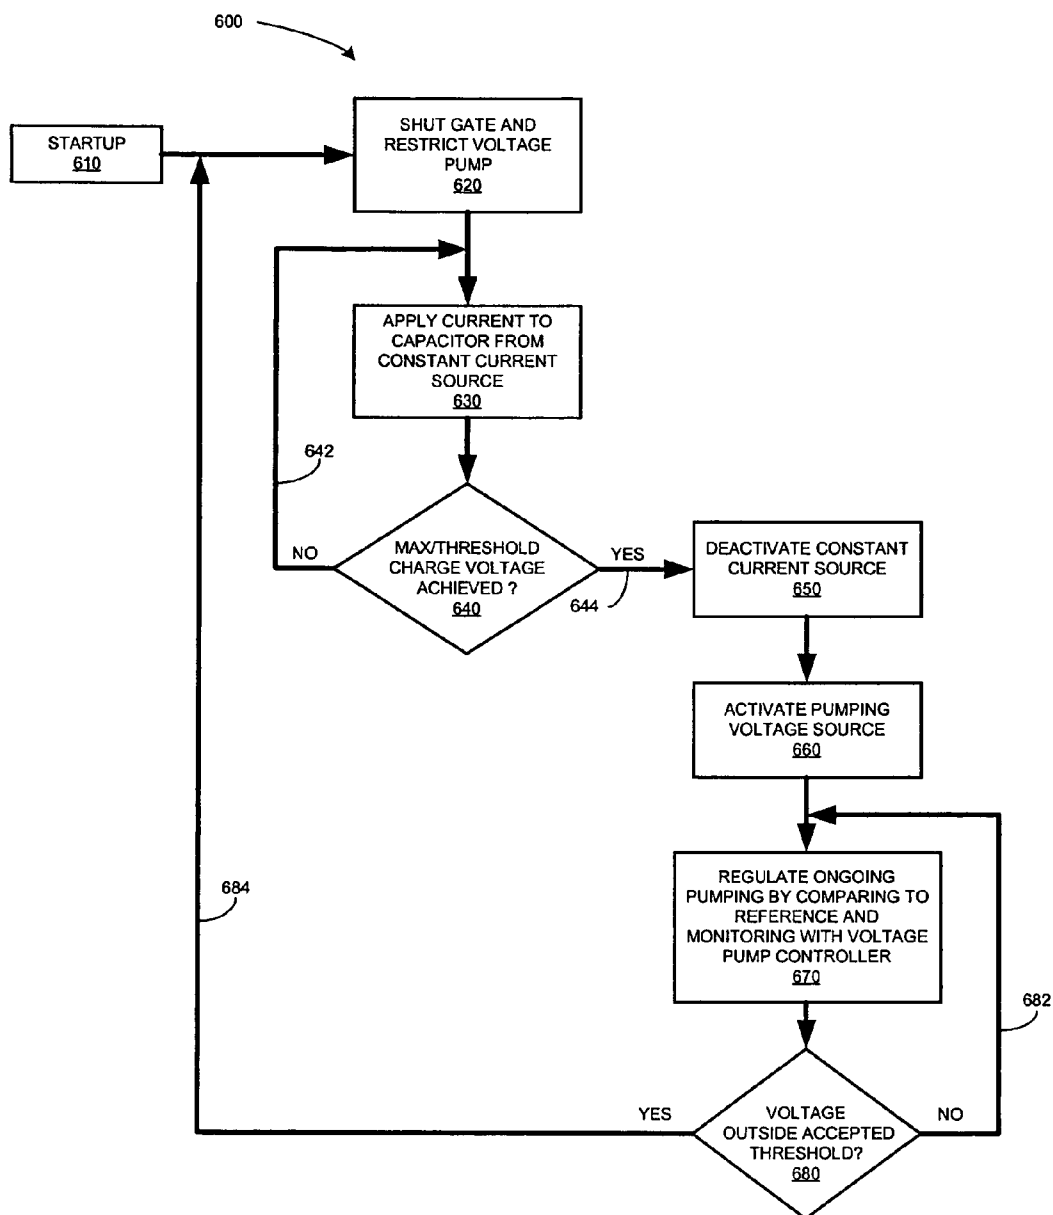 600
STARTUP
610
SHUT GATE AND
RESTRICT VOLTAGE
PUMP
620
APPLY CURRENT TO
CAPACITOR FROM
CONSTANT CURRENT
SOURCE
630
642
NO
MAX/THRESHOLD
CHARGE VOLTAGE
ACHIEVED ?
640
YES
644
DEACTIVATE CONSTANT
CURRENT SOURCE
650
ACTIVATE PUMPING
VOLTAGE SOURCE
660
REGULATE ONGOING
PUMPING BY COMPARING TO
REFERENCE AND
MONITORING WITH VOLTAGE
PUMP CONTROLLER
670
682
684
YES
VOLTAGE
OUTSIDE ACCEPTED
THRESHOLD?
680
NO